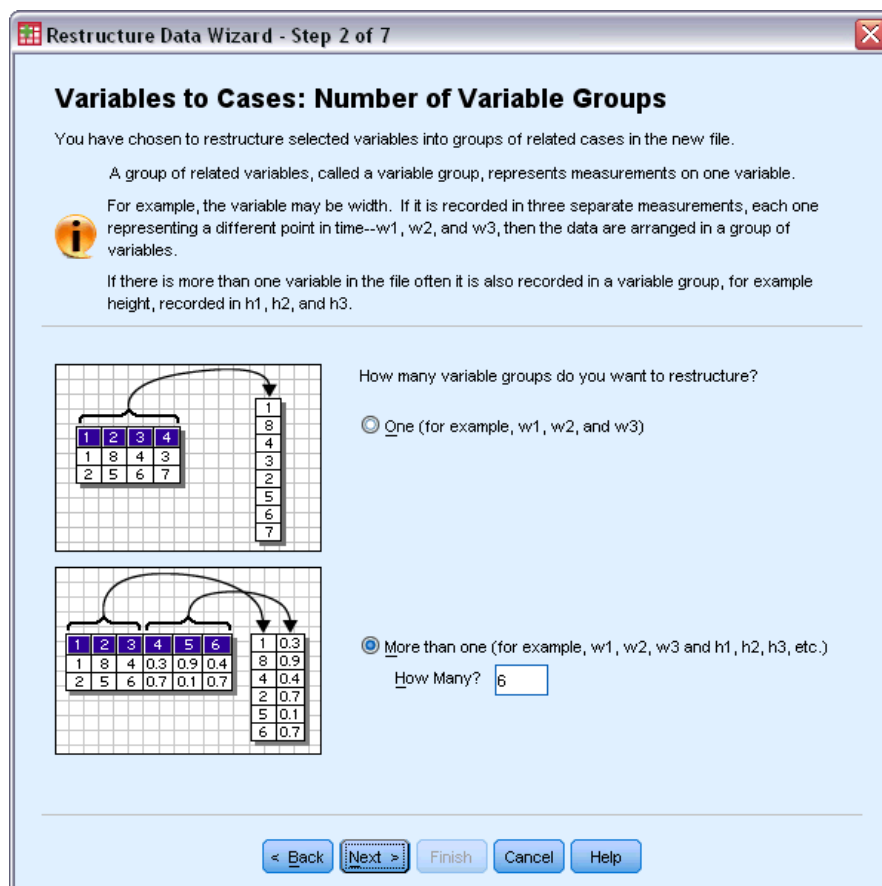 Restructure Data Wizard - Step 2 of 7
Variables to Cases: Number of Variable Groups
You have chosen to restructure selected variables into groups of related cases in the new file.
A group of related variables, called a variable group, represents measurements on one variable.
For example, the variable may be width. If it is recorded in three separate measurements, each one
representing a different point in time--w1, w2, and w3, then the data are arranged in a group of
variables.
If there is more than one variable in the file often it is also recorded in a variable group, for example
height, recorded in h1, h2, and h3.
How many variable groups do you want to restructure?
1 2 3 4
1 8 4 3
2 5 6 7
1
8
4
3
2
5
6
7
One (for example, w1, w2, and w3)
1 2 3 4 5 6
1 8 4 0.3 0.9 0.4
2 5 6 0.7 0.1 0.7
1 0.3
8 0.9
4 0.4
2 0.7
5 0.1
6 0.7
More than one (for example, w1, w2, w3 and h1, h2, h3, etc.)
How Many? 6
< Back Next > Finish Cancel Help